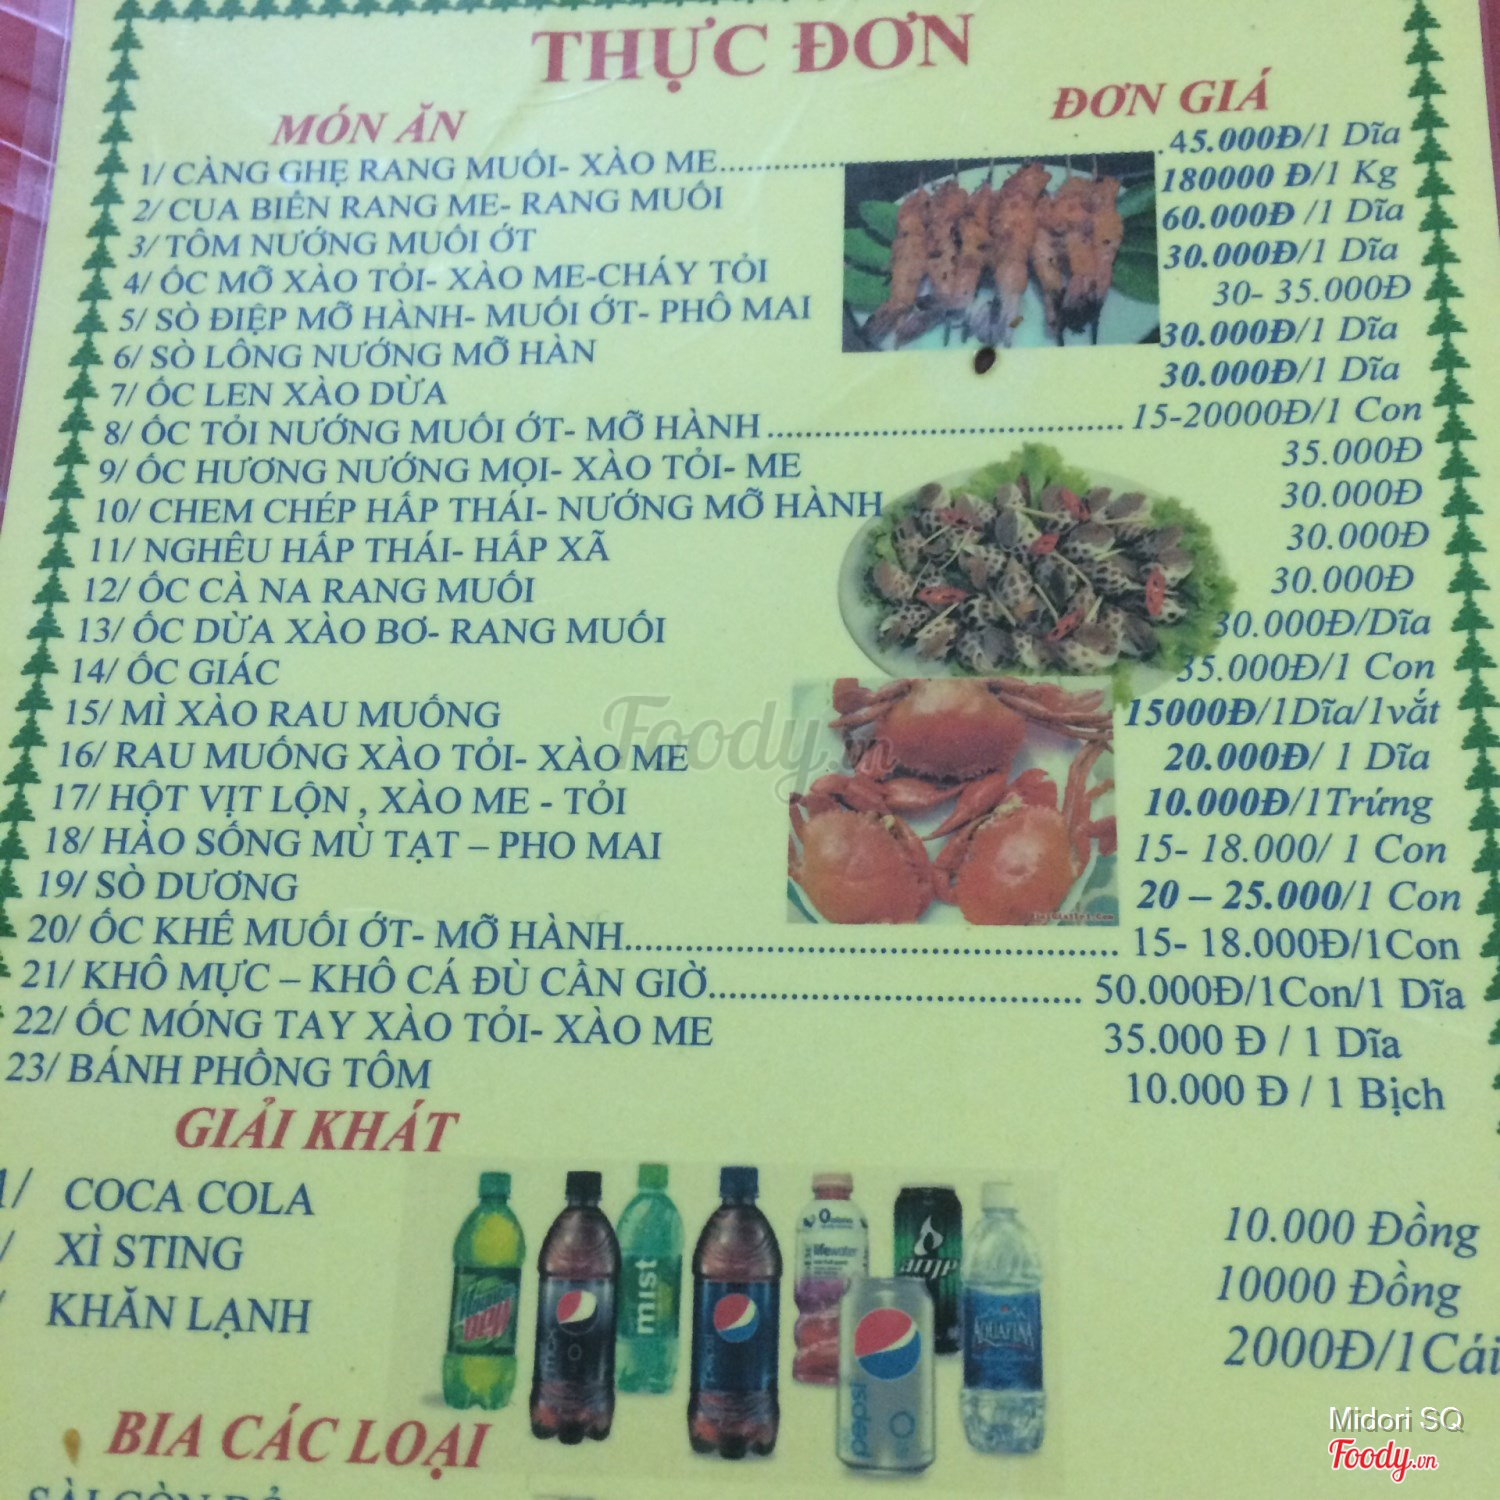 THỰC ĐƠN
MÓN ĂN ĐƠN GIÁ
1/ CÀNG GHẸ RANG MUỐI- XÀO ME 45.000Đ/1 Dĩa
2/ CUA BIỂN RANG ME- RANG MUỐI 180000 Đ/1 Kg
3/ TÔM NƯỚNG MUỐI ỚT 60.000Đ /1 Dĩa
4/ ỐC MỠ XÀO TỎI- XÀO ME-CHÁY TỎI 30.000Đ/1 Dĩa
5/ SÒ ĐIỆP MỠ HÀNH- MUỐI ỚT- PHÔ MAI 30- 35.000Đ
6/ SÒ LÔNG NƯỚNG MỠ HÀN 30.000Đ/1 Dĩa
7/ ỐC LEN XÀO DỪA 30.000Đ/1 Dĩa
8/ ỐC TỎI NƯỚNG MUỐI ỚT- MỠ HÀNH 15-20000Đ/1 Con
9/ ỐC HƯƠNG NƯỚNG MỌI- XÀO TỎI- ME 35.000Đ
10/ CHEM CHÉP HẤP THÁI- NƯỚNG MỠ HÀNH 30.000Đ
11/ NGHÊU HẤP THÁI- HẤP XÃ 30.000Đ
12/ ỐC CÀ NA RANG MUỐI 30.000Đ
13/ ỐC DỪA XÀO BƠ- RANG MUỐI 30.000Đ/Dĩa
14/ ỐC GIÁC 35.000Đ/1 Con
15/ MÌ XÀO RAU MUỐNG 15000Đ/1Dĩa/1vắt
16/ RAU MUỐNG XÀO TỎI- XÀO ME 20.000Đ/ 1 Dĩa
17/ HỘT VỊT LỘN , XÀO ME - TỎI 10.000Đ/1Trứng
18/ HÀO SỐNG MÙ TẠT – PHO MAI 15- 18.000/ 1 Con
19/ SÒ DƯƠNG 20 – 25.000/1 Con
20/ ỐC KHẾ MUỐI ỚT- MỠ HÀNH 15- 18.000Đ/1Con
21/ KHÔ MỰC – KHÔ CÁ ĐÙ CẦN GIỜ 50.000Đ/1Con/1 Dĩa
22/ ỐC MÓNG TAY XÀO TỎI- XÀO ME 35.000 Đ / 1 Dĩa
23/ BÁNH PHỒNG TÔM 10.000 Đ / 1 Bịch
GIẢI KHÁT
1/ COCA COLA 10.000 Đồng
/ XÌ STING 10000 Đồng
/ KHĂN LẠNH 2000Đ/1Cái
mist
lifewater
amp
pepsi
AQUAFINA
BIA CÁC LOẠI
SÀI GÒN ĐỎ
Foody.vn
Midori SQ
Foody.vn